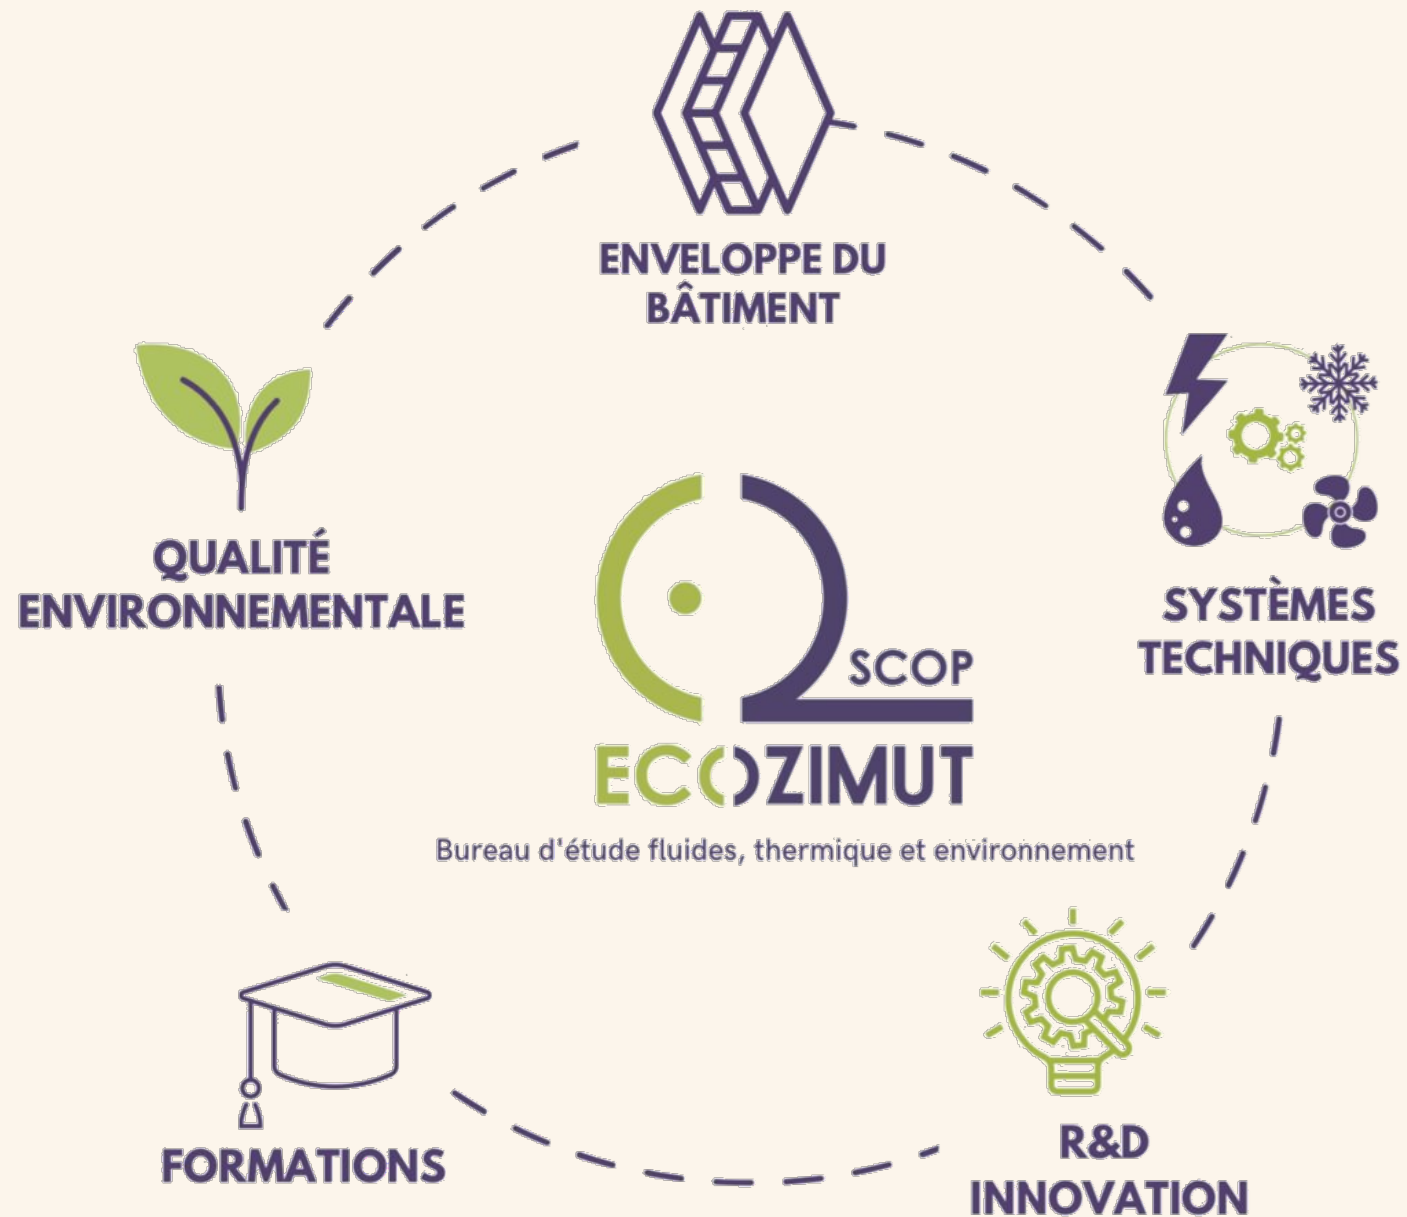 ENVELOPPE DU
BÂTIMENT
QUALITÉ
ENVIRONNEMENTALE
SYSTÈMES
TECHNIQUES
SCOP
ECOZIMUT
Bureau d'étude fluides, thermique et environnement
FORMATIONS
R&D
INNOVATION